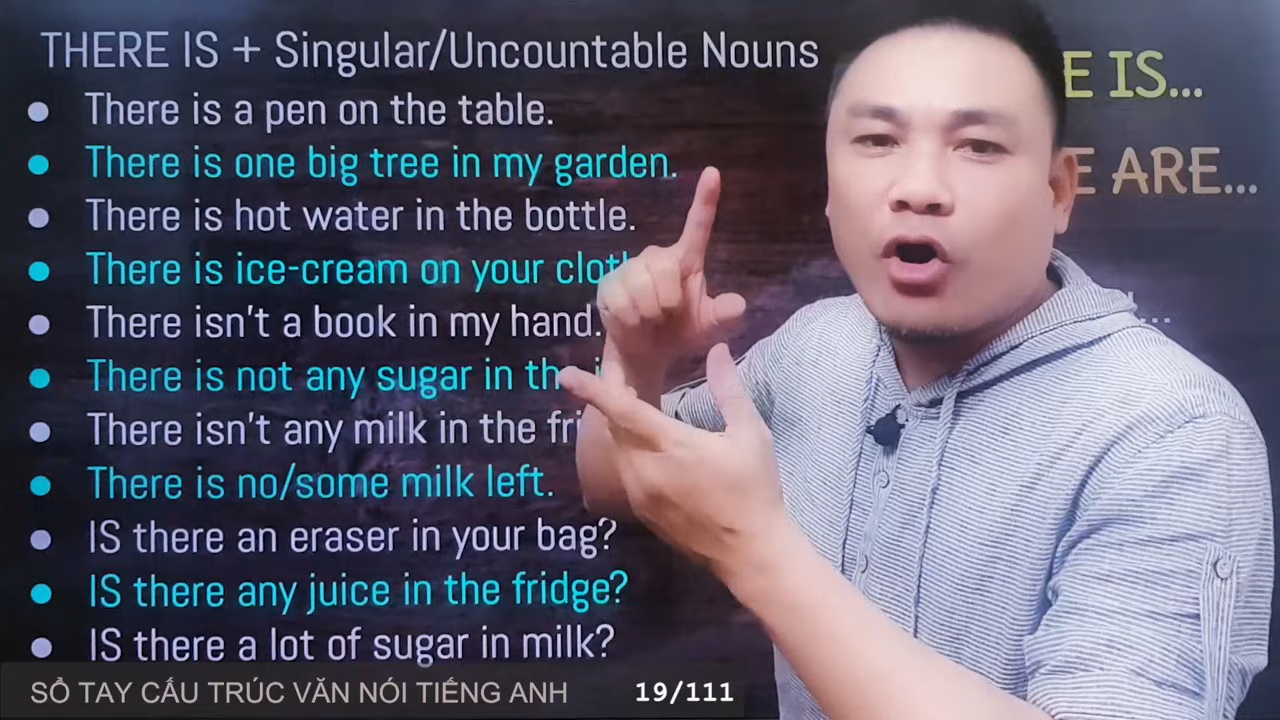 THERE IS + Singular/Uncountable Nouns
There is a pen on the table.
There is one big tree in my garden.
There is hot water in the bottle.
There is ice-cream on your
There isn't a book in my hand.
There is not any sugar in
There isn't any milk in the
There is no/some milk left.
IS there an eraser in your bag?
IS there any juice in the fridge?
IS there a lot of sugar in milk?
IS...
ARE...
SỔ TAY CẤU TRÚC VĂN NÓI TIẾNG ANH
19/111